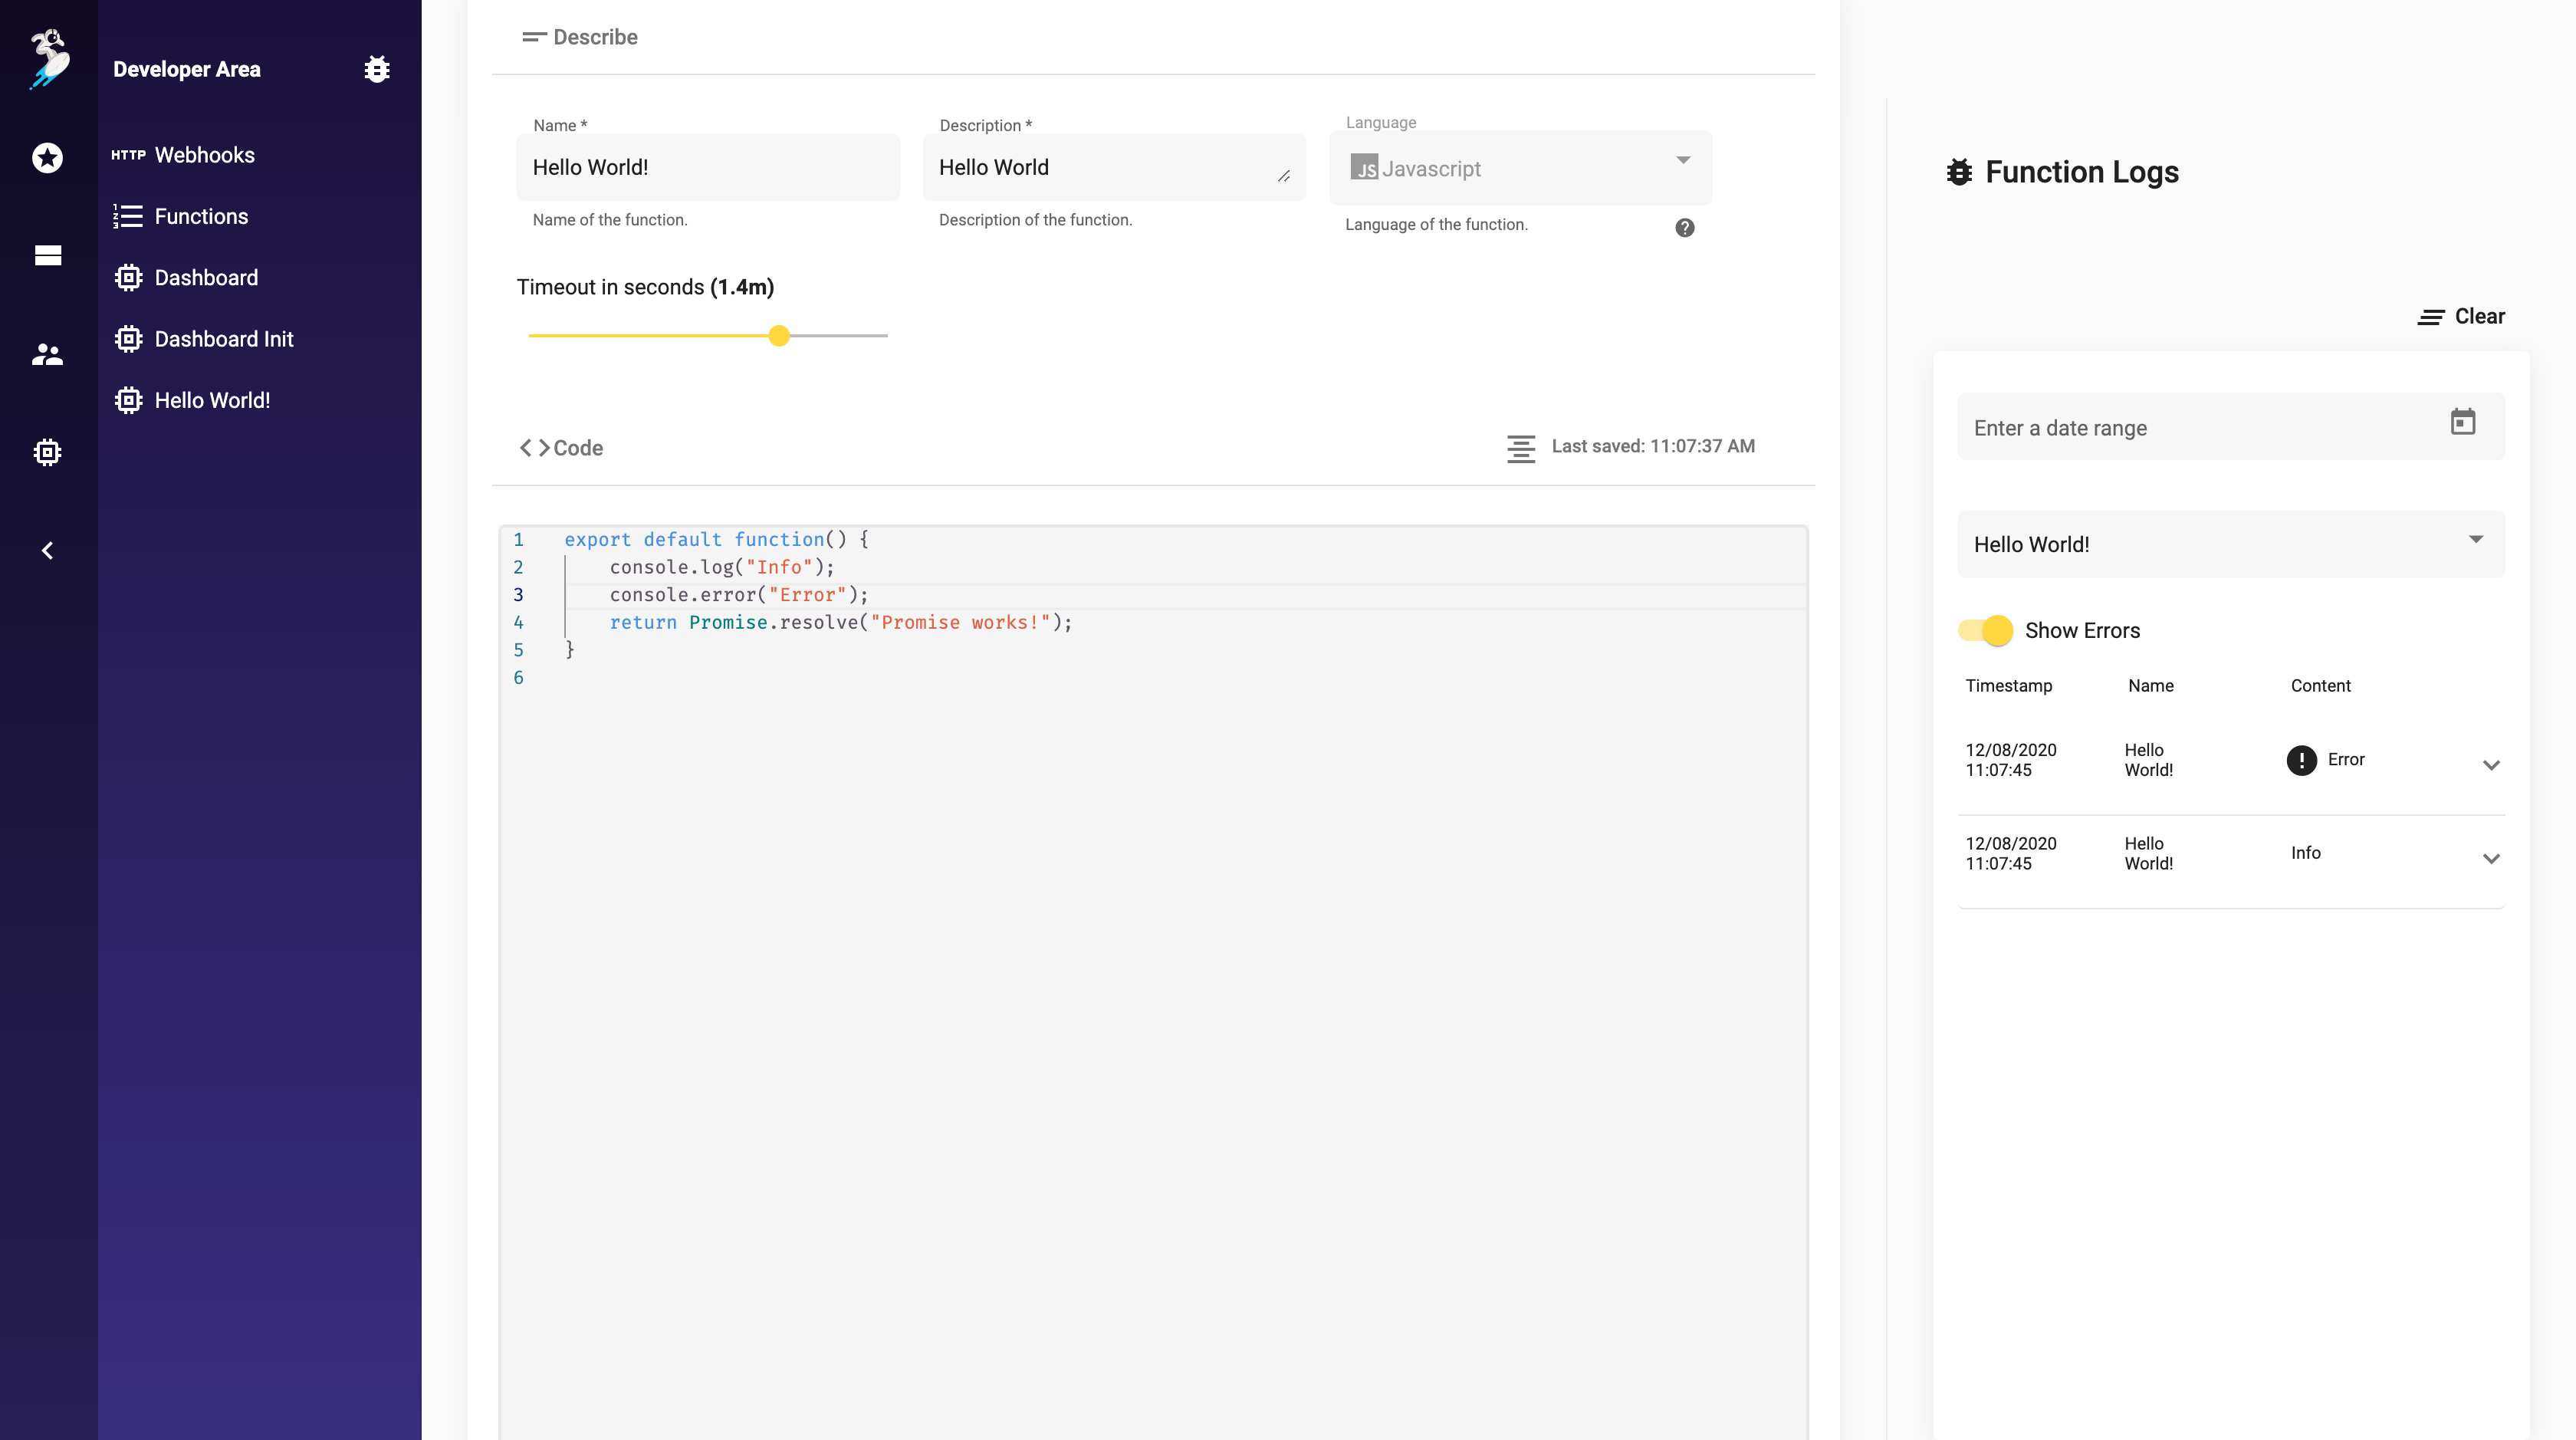 Developer Area
HTTP Webhooks
Functions
Dashboard
Dashboard Init
Hello World!
Describe
Name *
Hello World!
Name of the function.
Description *
Hello World
Description of the function.
Language
JS Javascript
Language of the function.
Timeout in seconds (1.4m)
Code
Last saved: 11:07:37 AM
1 export default function() {
2 console.log("Info");
3 console.error("Error");
4 return Promise.resolve("Promise works!");
5 }
6
Function Logs
Clear
Enter a date range
Hello World!
Show Errors
Timestamp Name Content
12/08/2020 Hello Error
11:07:45 World!
12/08/2020 Hello Info
11:07:45 World!